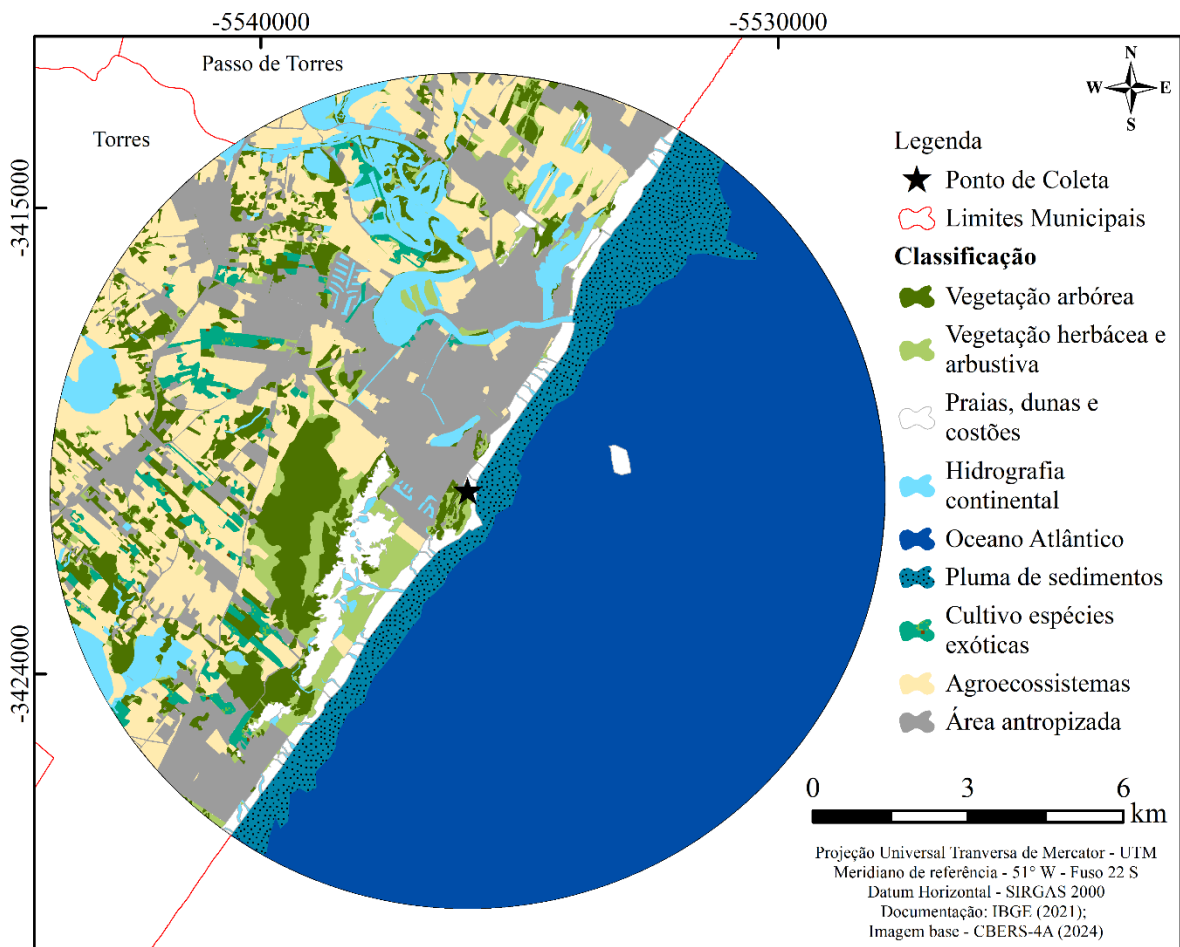 -5540000
-5530000
Passo de Torres
Torres
-3415000
-3424000
N
W
E
S
Legenda
Ponto de Coleta
Limites Municipais
Classificação
Vegetação arbórea
Vegetação herbácea e
arbustiva
Praias, dunas e
costões
Hidrografia
continental
Oceano Atlântico
Pluma de sedimentos
Cultivo espécies
exóticas
Agroecossistemas
Área antropizada
0 3 6
km
Projeção Universal Tranversa de Mercator - UTM
Meridiano de referência - 51° W - Fuso 22 S
Datum Horizontal - SIRGAS 2000
Documentação: IBGE (2021);
Imagem base - CBERS-4A (2024)